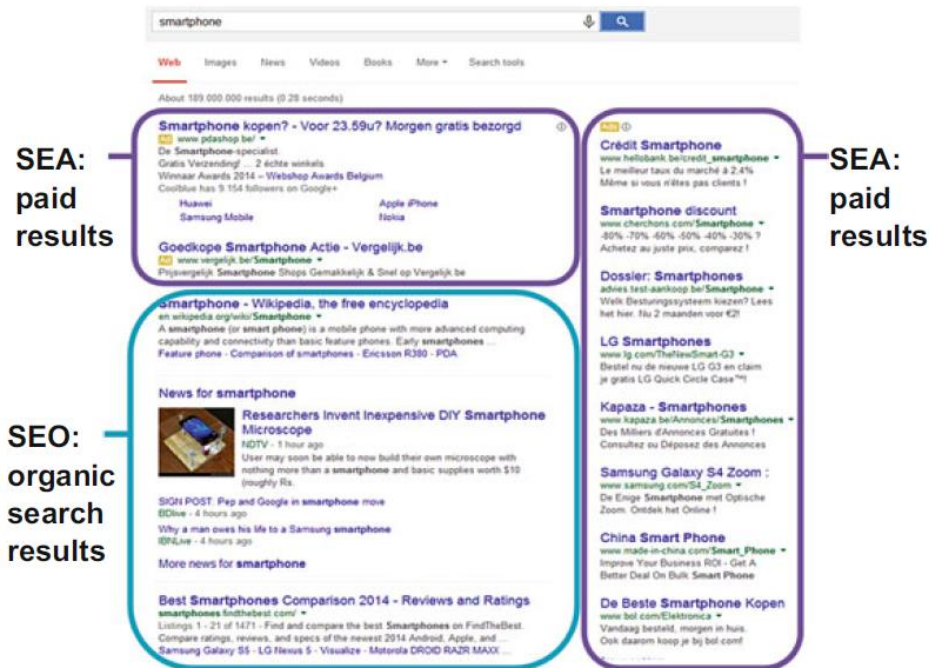 smartphone
Web Images News Videos Books More Search tools
About 189.000.000 results (0.28 seconds)
SEA:
paid
results
Smartphone kopen? - Voor 23.59u? Morgen gratis bezorgd
Ad www.pdashop.be/
De Smartphone-specialist
Gratis Verzending! ... 2 échte winkels
Winnaar Awards 2014 – Webshop Awards Belgium
Coolblue has 9.154 followers on Google+
Huawei Apple iPhone
Samsung Mobile Nokia
Goedkope Smartphone Actie - Vergelijk.be
Ad www.vergelijk.be/Smartphone
Prijsvergelijk Smartphone Shops Gemakkelijk & Snel op Vergelijk.be
SEO:
organic
search
results
Smartphone - Wikipedia, the free encyclopedia
en.wikipedia.org/wiki/Smartphone
A smartphone (or smart phone) is a mobile phone with more advanced computing
capability and connectivity than basic feature phones. Early smartphones ...
Feature phone - Comparison of smartphones - Ericsson R380 - PDA
News for smartphone
Researchers Invent Inexpensive DIY Smartphone
Microscope
NDTV - 1 hour ago
User may soon be able to now build their own microscope with
nothing more than a smartphone and basic supplies worth $10
(roughly Rs.
SIGN POST: Pep and Google in smartphone move
BDlive - 4 hours ago
Why a man owes his life to a Samsung smartphone
IBNLive - 4 hours ago
More news for smartphone
Best Smartphones Comparison 2014 - Reviews and Ratings
smartphones.findthebest.com/
Listings 1 - 21 of 1471 - Find and compare the best Smartphones on FindTheBest.
Compare ratings, reviews, and specs of the newest 2014 Android, Apple, and ...
Samsung Galaxy S5 - LG Nexus 5 - Visualize - Motorola DROID RAZR MAXX ...
SEA:
paid
results
Ads
Crédit Smartphone
www.hellobank.be/credit_smartphone
Le meilleur taux du marché à 2,4%
Même si vous n'êtes pas clients !
Smartphone discount
www.cherchons.com/Smartphone
-80% -70% -60% -50% -40% -30% ?
Achetez au juste prix, comparez !
Dossier: Smartphones
advies.test-aankoop.be/Smartphone
Welk Besturingssysteem kiezen? Lees
het hier. Nu 2 maanden voor €2!
LG Smartphones
www.lg.com/TheNewSmart-G3
Bestel nu de nieuwe LG G3 en claim
je gratis LG Quick Circle Case™!
Kapaza - Smartphones
www.kapaza.be/Annonces/Smartphones
Des Milliers d'Annonces Gratuites !
Consultez ou Déposez des Annonces
Samsung Galaxy S4 Zoom :
www.samsung.com/S4_Zoom
De Enige Smartphone met Optische
Zoom. Ontdek het Online !
China Smart Phone
www.made-in-china.com/Smart_Phone
Improve Your Business ROI - Get A
Better Deal On Bulk Smart Phone
De Beste Smartphone Kopen
www.bol.com/Elektronica
Vandaag besteld, morgen in huis.
Ook daarom koop je bij bol.com!